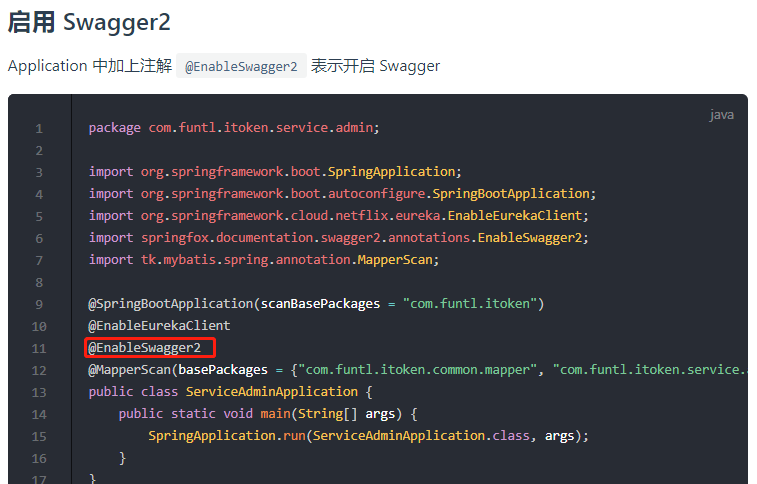 启用 Swagger2
Application 中加上注解 @EnableSwagger2 表示开启 Swagger
java
1 package com.funtl.itoken.service.admin;
2
3 import org.springframework.boot.SpringApplication;
4 import org.springframework.boot.autoconfigure.SpringBootApplication;
5 import org.springframework.cloud.netflix.eureka.EnableEurekaClient;
6 import springfox.documentation.swagger2.annotations.EnableSwagger2;
7 import tk.mybatis.spring.annotation.MapperScan;
8
9 @SpringBootApplication(scanBasePackages = "com.funtl.itoken")
10 @EnableEurekaClient
11 @EnableSwagger2
12 @MapperScan(basePackages = {"com.funtl.itoken.common.mapper", "com.funtl.itoken.service.
13 public class ServiceAdminApplication {
14 public static void main(String[] args) {
15 SpringApplication.run(ServiceAdminApplication.class, args);
16 }
17 }